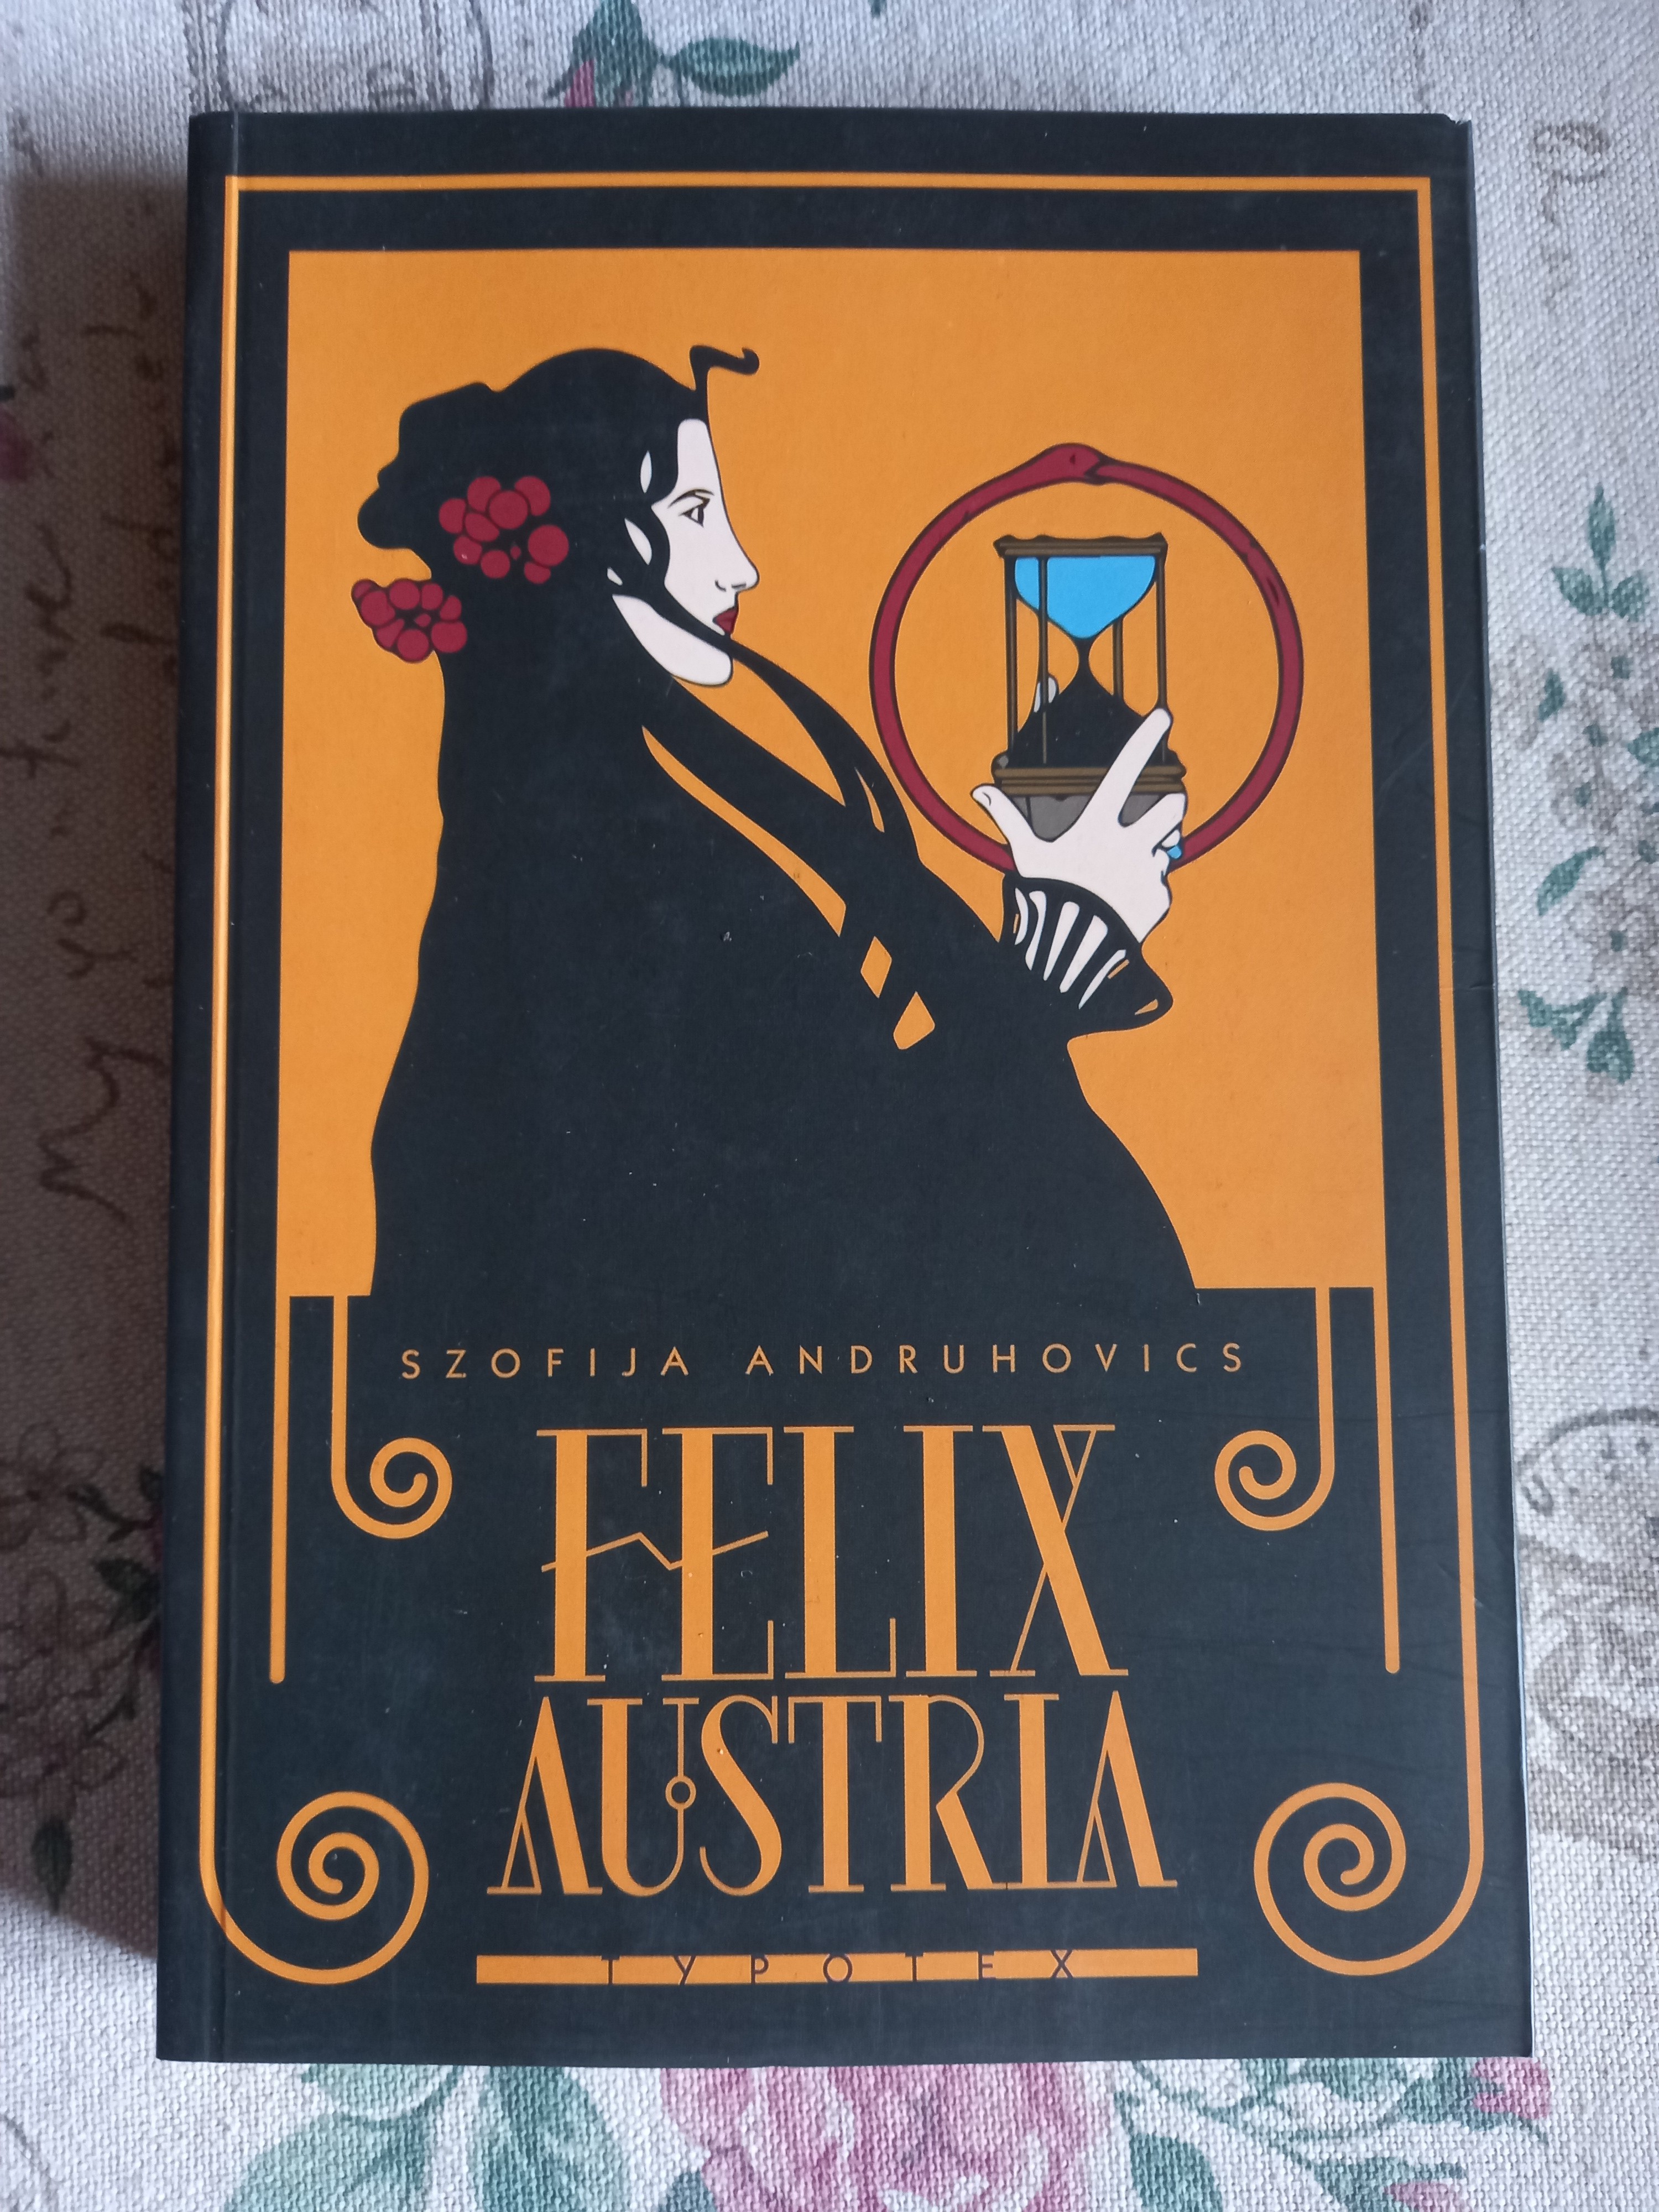 SZOFIJA ANDRUHOVICS
FELIX
AUSTRIA
TYPOTEX